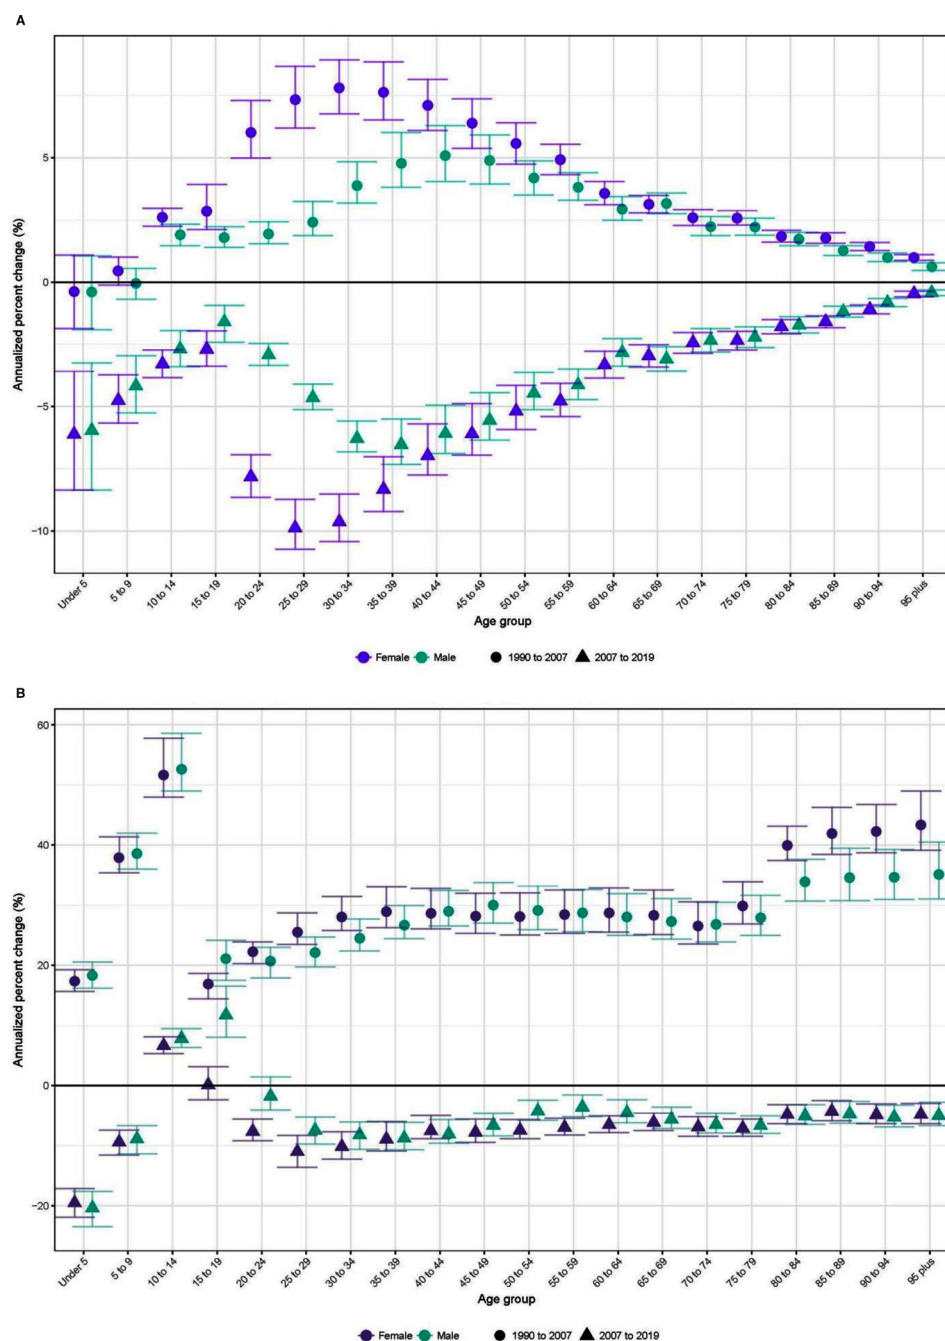 A
Annualized percent change (%)
5
0
−5
−10
Under 5
5 to 9
10 to 14
15 to 19
20 to 24
25 to 29
30 to 34
35 to 39
40 to 44
45 to 49
50 to 54
55 to 59
60 to 64
65 to 69
70 to 74
75 to 79
80 to 84
85 to 89
90 to 94
95 plus
Age group
Female Male 1990 to 2007 2007 to 2019
B
Annualized percent change (%)
60
40
20
0
−20
Under 5
5 to 9
10 to 14
15 to 19
20 to 24
25 to 29
30 to 34
35 to 39
40 to 44
45 to 49
50 to 54
55 to 59
60 to 64
65 to 69
70 to 74
75 to 79
80 to 84
85 to 89
90 to 94
95 plus
Age group
Female Male 1990 to 2007 2007 to 2019